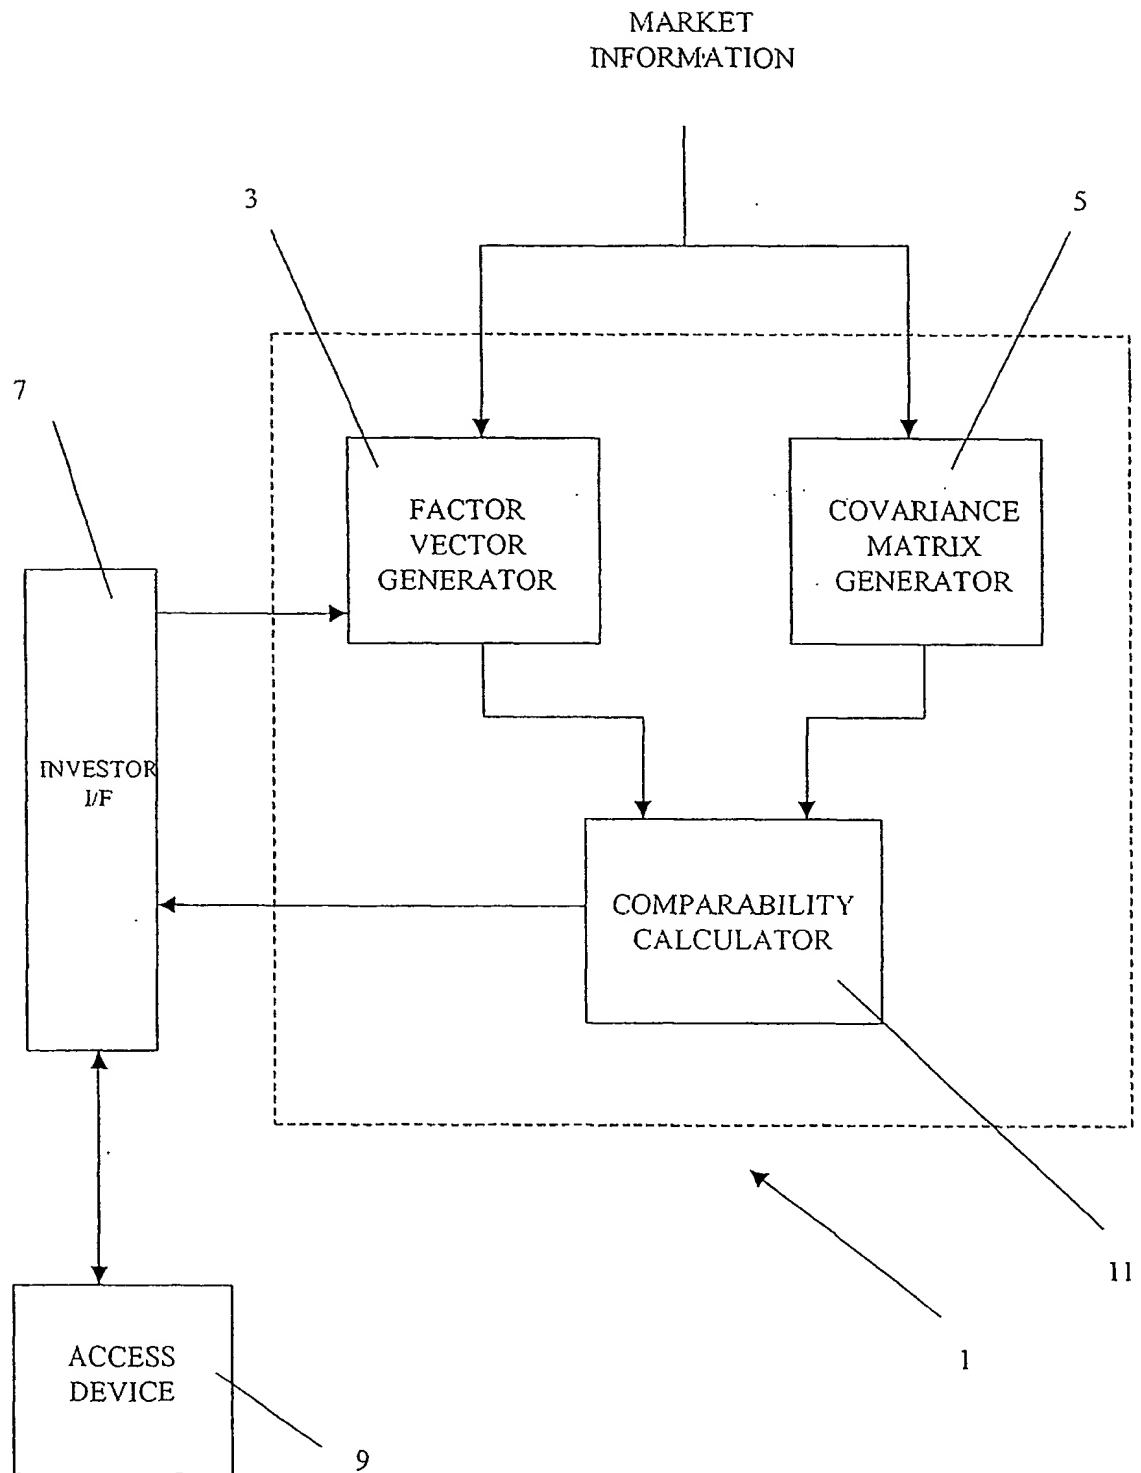 MARKET
INFORMATION
3
5
7
FACTOR
VECTOR
GENERATOR
COVARIANCE
MATRIX
GENERATOR
INVESTOR
I/F
COMPARABILITY
CALCULATOR
11
1
ACCESS
DEVICE
9